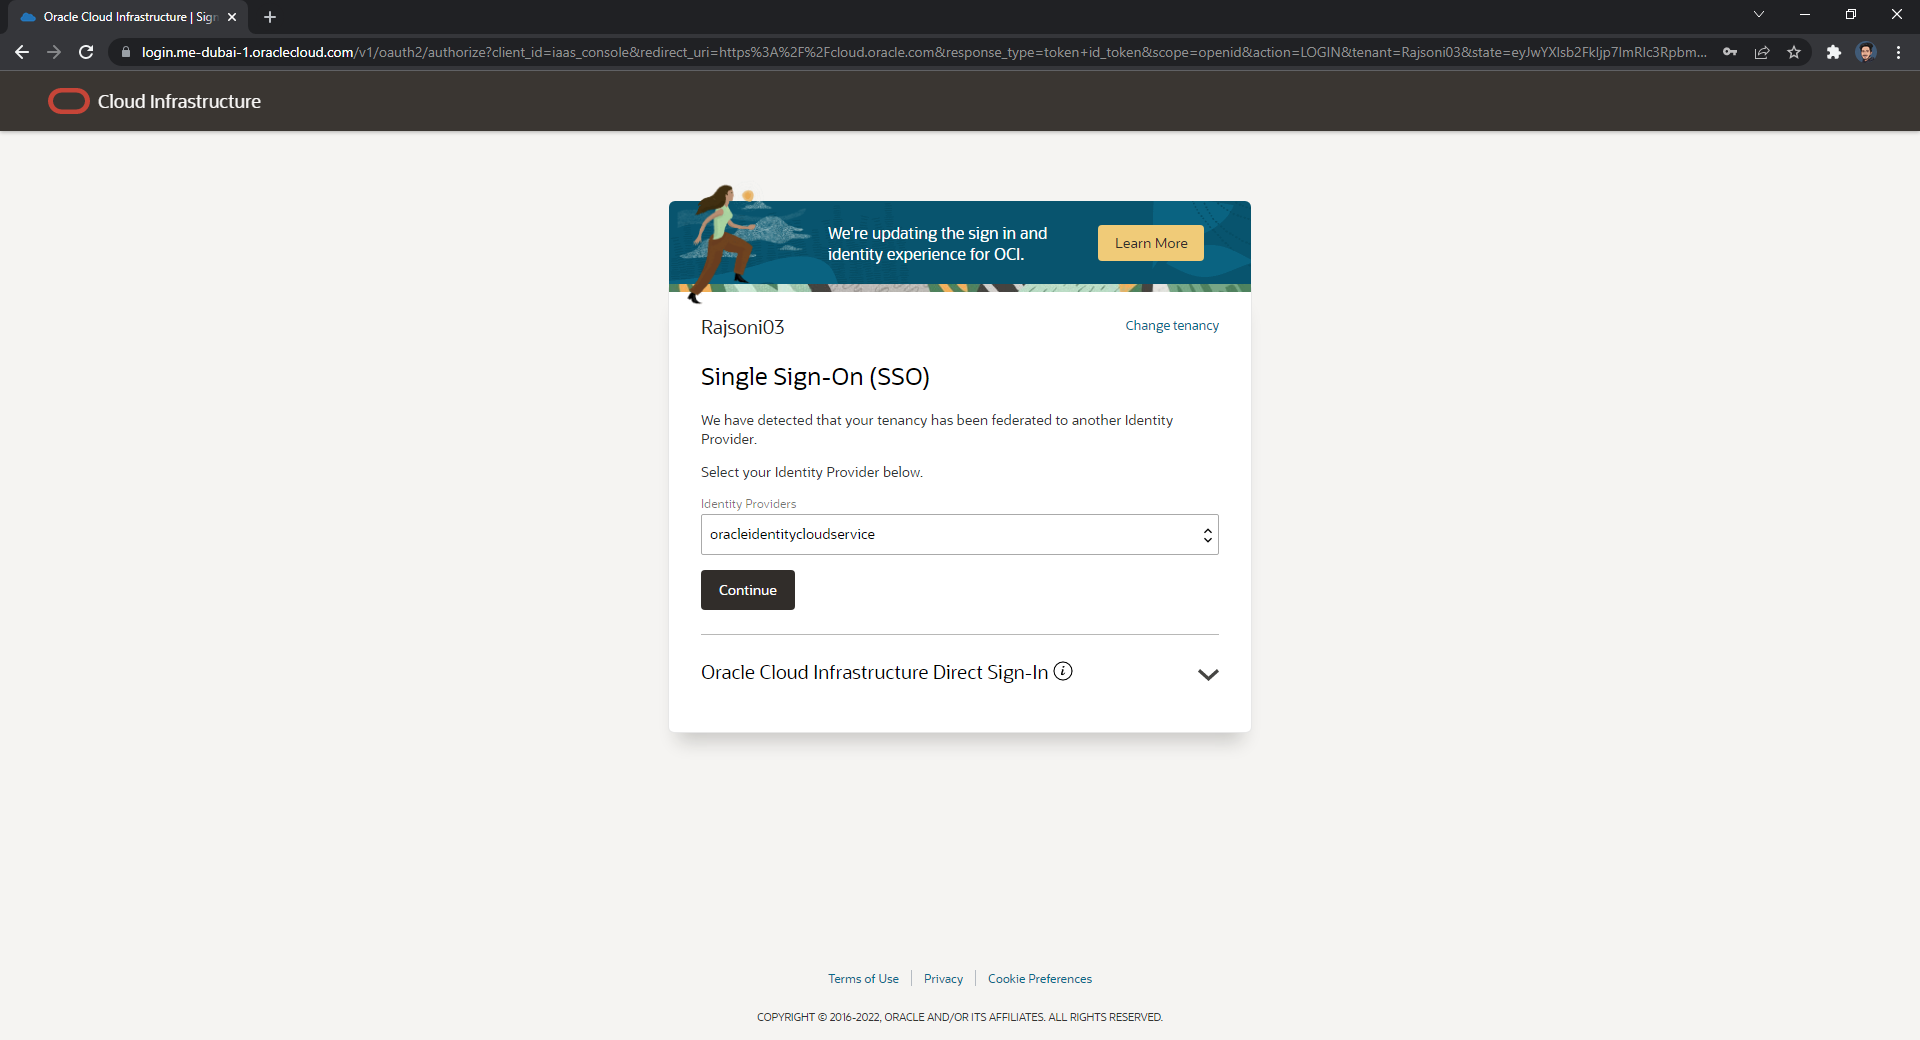 Oracle Cloud Infrastructure | Sign
login.me-dubai-1.oraclecloud.com/v1/oauth2/authorize?client_id=iaas_console&redirect_uri=https%3A%2F%2Fcloud.oracle.com&response_type=token+id_token&scope=openid&action=LOGIN&tenant=Rajsoni03&state=eyJwYXIsb2FkIjp7ImRlc3Rpbm...
Cloud Infrastructure
We're updating the sign in and
identity experience for OCI.
Learn More
Rajsoni03
Change tenancy
Single Sign-On (SSO)
We have detected that your tenancy has been federated to another Identity
Provider.
Select your Identity Provider below.
Identity Providers
oracleidentitycloudservice
Continue
Oracle Cloud Infrastructure Direct Sign-In
Terms of Use
Privacy
Cookie Preferences
COPYRIGHT © 2016-2022, ORACLE AND/OR ITS AFFILIATES. ALL RIGHTS RESERVED.